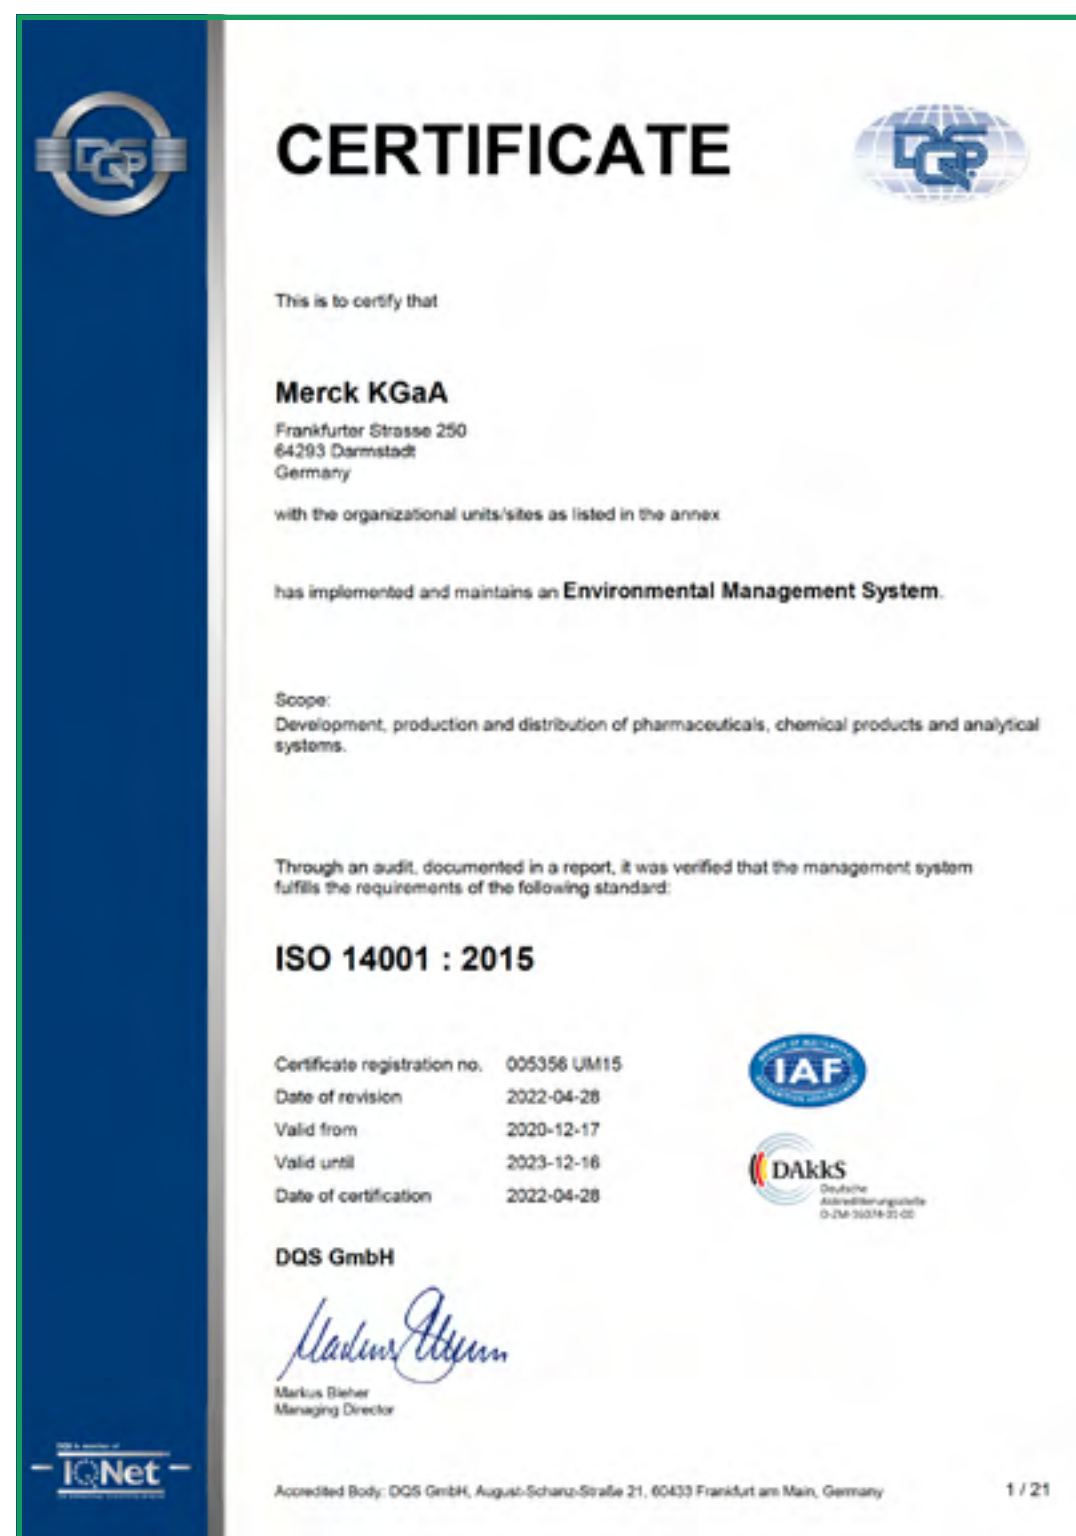 CERTIFICATE
This is to certify that
Merck KGaA
Frankfurter Strasse 250
64293 Darmstadt
Germany
with the organizational units/sites as listed in the annex
has implemented and maintains an Environmental Management System.
Scope:
Development, production and distribution of pharmaceuticals, chemical products and analytical
systems.
Through an audit, documented in a report, it was verified that the management system
fulfills the requirements of the following standard:
ISO 14001 : 2015
Certificate registration no. 005356 UM15
Date of revision 2022-04-28
Valid from 2020-12-17
Valid until 2023-12-16
Date of certification 2022-04-28
IAF
DAkkS
Deutsche
Akkreditierungsstelle
DQS GmbH
Markus Bleher
Managing Director
DQS is member of
IQNet
Accredited Body: DQS GmbH, August-Schanz-Straße 21, 60433 Frankfurt am Main, Germany
1 / 21